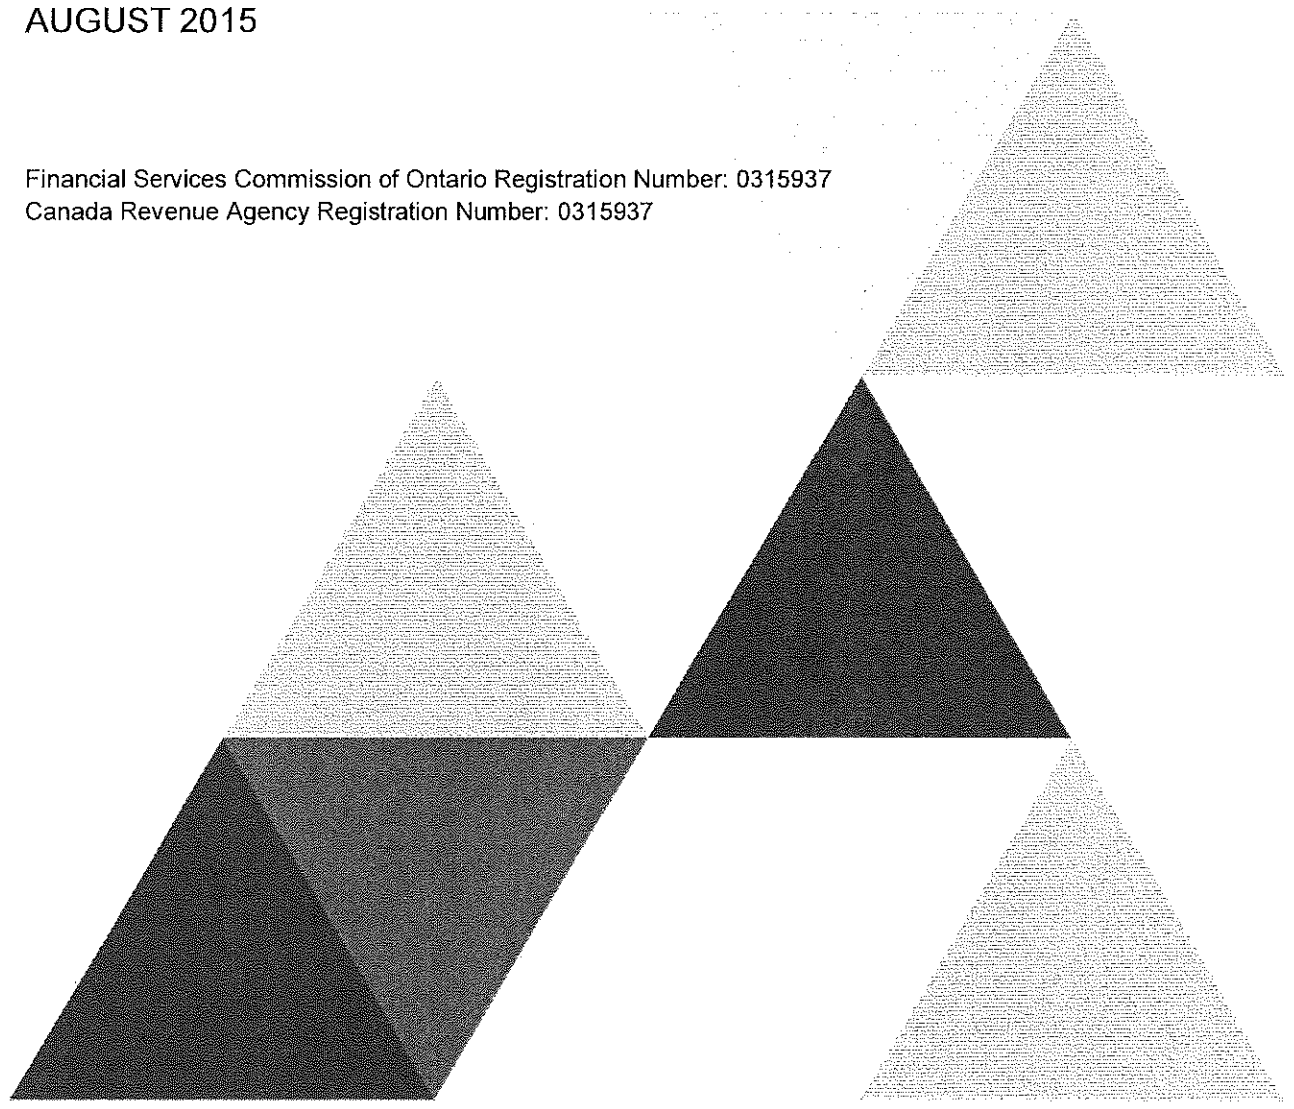 AUGUST 2015
Financial Services Commission of Ontario Registration Number: 0315937
Canada Revenue Agency Registration Number: 0315937